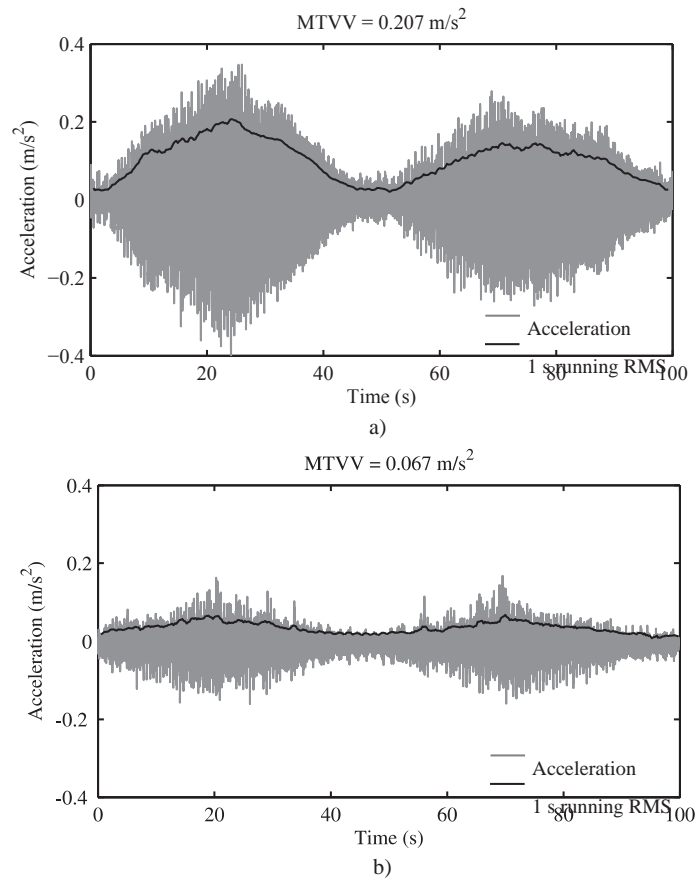 MTVV = 0.207 m/s²
0.4
0.2
0
−0.2
−0.4
Acceleration (m/s²)
0 20 40 60 80 100
Time (s)
Acceleration
1 s running RMS
a)
MTVV = 0.067 m/s²
0.4
0.2
0
-0.2
-0.4
Acceleration (m/s²)
0 20 40 60 80 100
Time (s)
Acceleration
1 s running RMS
b)